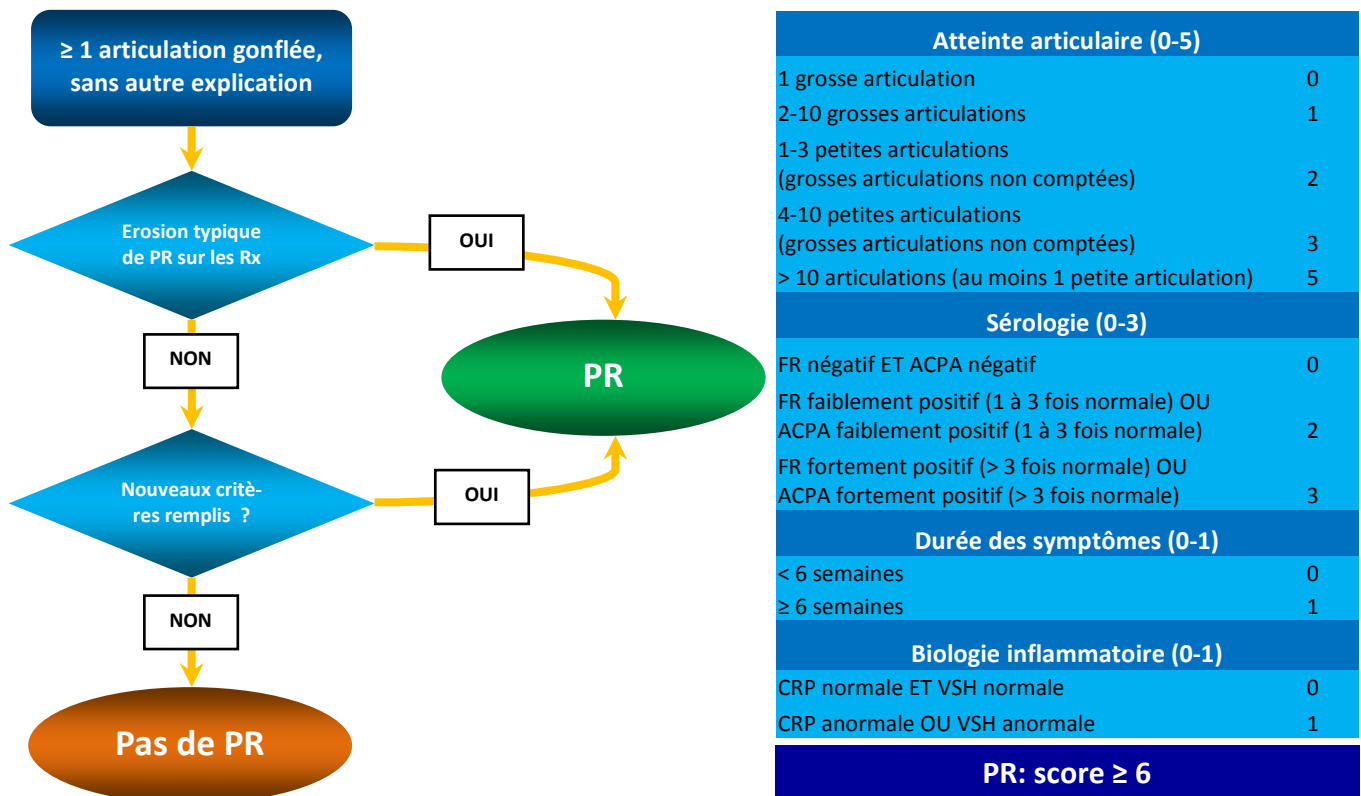 ≥ 1 articulation gonflée,
sans autre explication
Erosion typique
de PR sur les Rx
OUI
NON
PR
Nouveaux critè-
res remplis ?
OUI
NON
Pas de PR
Atteinte articulaire (0-5)
1 grosse articulation 0
2-10 grosses articulations 1
1-3 petites articulations
(grosses articulations non comptées) 2
4-10 petites articulations
(grosses articulations non comptées) 3
> 10 articulations (au moins 1 petite articulation) 5
Sérologie (0-3)
FR négatif ET ACPA négatif 0
FR faiblement positif (1 à 3 fois normale) OU
ACPA faiblement positif (1 à 3 fois normale) 2
FR fortement positif (> 3 fois normale) OU
ACPA fortement positif (> 3 fois normale) 3
Durée des symptômes (0-1)
< 6 semaines 0
≥ 6 semaines 1
Biologie inflammatoire (0-1)
CRP normale ET VSH normale 0
CRP anormale OU VSH anormale 1
PR: score ≥ 6